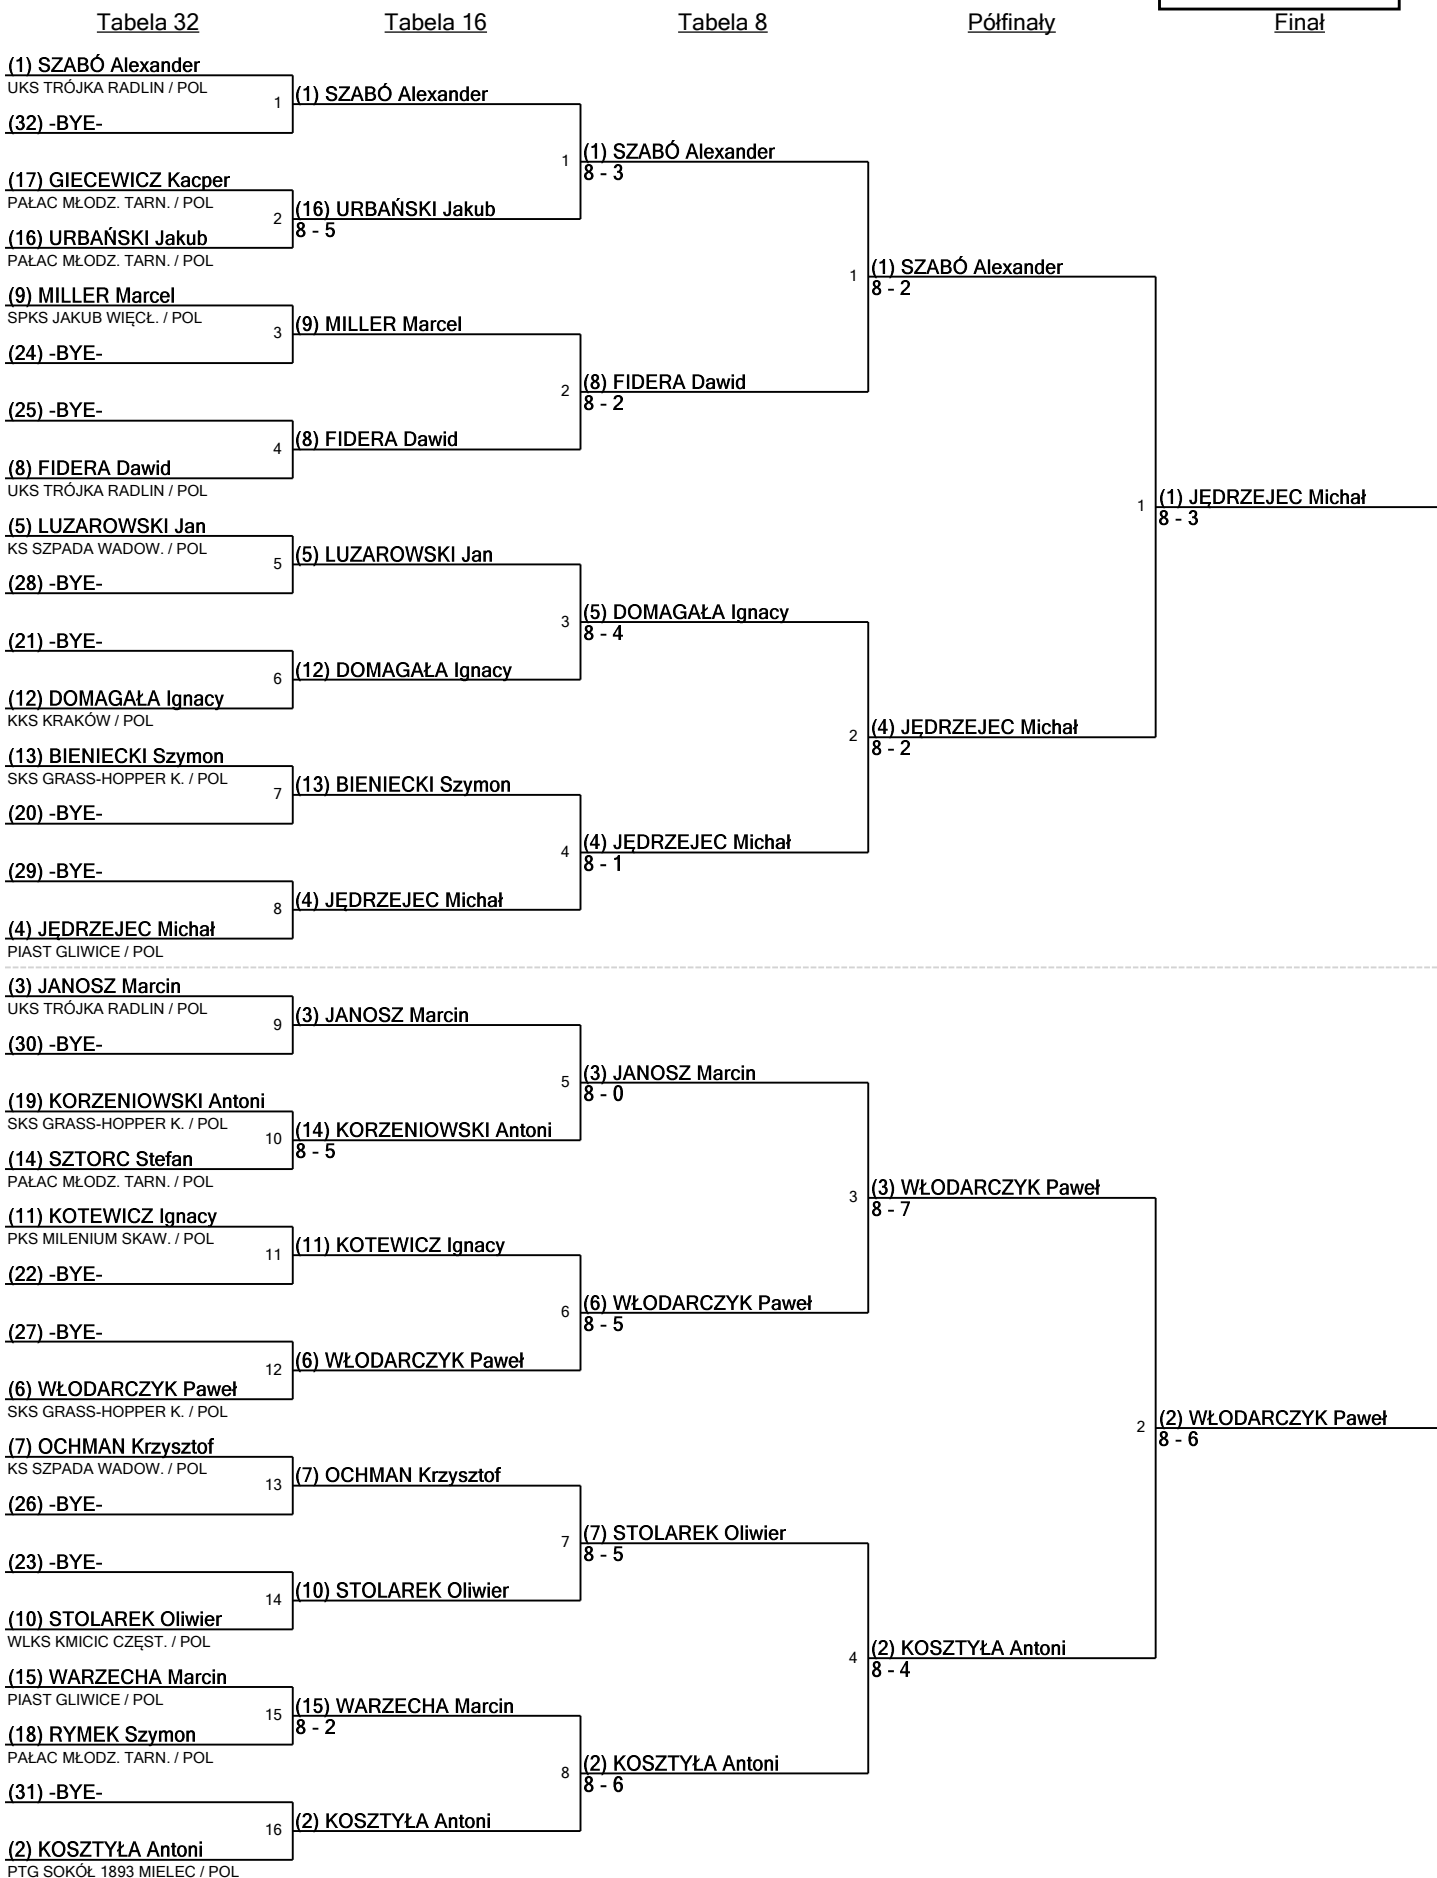 Tabela 32
Tabela 16
Tabela 8
Półfinały
Finał
(1) SZABÓ Alexander
UKS TRÓJKA RADLIN / POL
1
(32) -BYE-
(17) GIECEWICZ Kacper
PAŁAC MŁODZ. TARN. / POL
2
(16) URBAŃSKI Jakub
PAŁAC MŁODZ. TARN. / POL
(9) MILLER Marcel
SPKS JAKUB WIĘCŁ. / POL
3
(24) -BYE-
(25) -BYE-
4
(8) FIDERA Dawid
UKS TRÓJKA RADLIN / POL
(5) LUZAROWSKI Jan
KS SZPADA WADOW. / POL
5
(28) -BYE-
(21) -BYE-
6
(12) DOMAGAŁA Ignacy
KKS KRAKÓW / POL
(13) BIENIECKI Szymon
SKS GRASS-HOPPER K. / POL
7
(20) -BYE-
(29) -BYE-
8
(4) JĘDRZEJEC Michał
PIAST GLIWICE / POL
(3) JANOSZ Marcin
UKS TRÓJKA RADLIN / POL
9
(30) -BYE-
(19) KORZENIOWSKI Antoni
SKS GRASS-HOPPER K. / POL
10
(14) SZTORC Stefan
PAŁAC MŁODZ. TARN. / POL
(11) KOTEWICZ Ignacy
PKS MILENIUM SKAW. / POL
11
(22) -BYE-
(27) -BYE-
12
(6) WŁODARCZYK Paweł
SKS GRASS-HOPPER K. / POL
(7) OCHMAN Krzysztof
KS SZPADA WADOW. / POL
13
(26) -BYE-
(23) -BYE-
14
(10) STOLAREK Oliwier
WLKS KMICIC CZĘST. / POL
(15) WARZECHA Marcin
PIAST GLIWICE / POL
15
(18) RYMEK Szymon
PAŁAC MŁODZ. TARN. / POL
(31) -BYE-
16
(2) KOSZTYŁA Antoni
PTG SOKÓŁ 1893 MIELEC / POL
(1) SZABÓ Alexander
1
(16) URBAŃSKI Jakub
8 - 5
(9) MILLER Marcel
2
(8) FIDERA Dawid
(5) LUZAROWSKI Jan
3
(12) DOMAGAŁA Ignacy
(13) BIENIECKI Szymon
4
(4) JĘDRZEJEC Michał
(3) JANOSZ Marcin
5
(14) KORZENIOWSKI Antoni
8 - 5
(11) KOTEWICZ Ignacy
6
(6) WŁODARCZYK Paweł
(7) OCHMAN Krzysztof
7
(10) STOLAREK Oliwier
(15) WARZECHA Marcin
8 - 2
8
(2) KOSZTYŁA Antoni
(1) SZABÓ Alexander
8 - 3
1
(8) FIDERA Dawid
8 - 2
(5) DOMAGAŁA Ignacy
8 - 4
2
(4) JĘDRZEJEC Michał
8 - 1
(3) JANOSZ Marcin
8 - 0
3
(6) WŁODARCZYK Paweł
8 - 5
(7) STOLAREK Oliwier
8 - 5
4
(2) KOSZTYŁA Antoni
8 - 6
(1) SZABÓ Alexander
8 - 2
1
(4) JĘDRZEJEC Michał
8 - 2
(3) WŁODARCZYK Paweł
8 - 7
2
(2) KOSZTYŁA Antoni
8 - 4
(1) JĘDRZEJEC Michał
8 - 3
(2) WŁODARCZYK Paweł
8 - 6